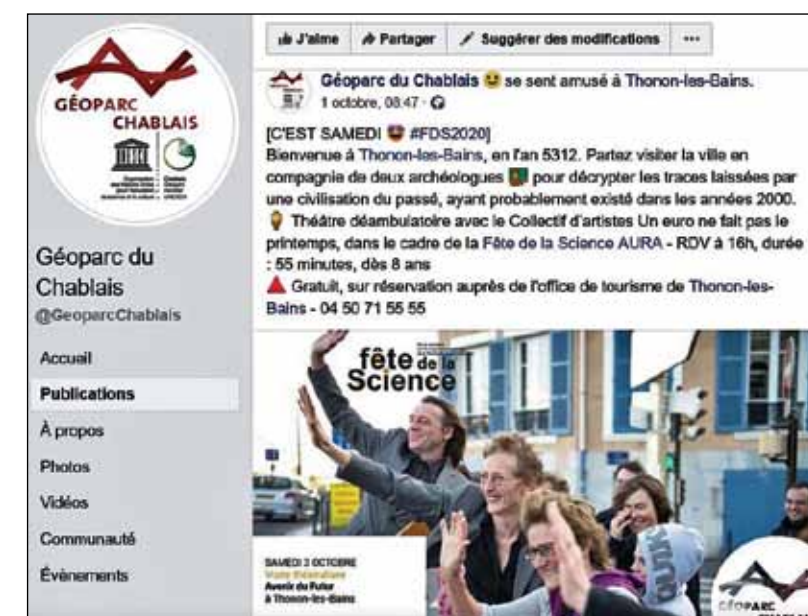 GÉOPARC
CHABLAIS
Géoparc du
Chablais
@GeoparcChablais
Accueil
Publications
À propos
Photos
Vidéos
Communauté
Évènements
J'aime Partager Suggérer des modifications ...
Géoparc du Chablais se sent amusé à Thonon-les-Bains.
1 octobre, 08:47 ·
[C'EST SAMEDI #FDS2020]
Bienvenue à Thonon-les-Bains, en l'an 5312. Partez visiter la ville en
compagnie de deux archéologues pour décrypter les traces laissées par
une civilisation du passé, ayant probablement existé dans les années 2000.
Théâtre déambulatoire avec le Collectif d'artistes Un euro ne fait pas le
printemps, dans le cadre de la Fête de la Science AURA - RDV à 16h, durée
: 55 minutes, dès 8 ans
Gratuit, sur réservation auprès de l'office de tourisme de Thonon-les-
Bains - 04 50 71 55 55
fête de la
Science
SAMEDI 3 OCTOBRE
Visite théâtralisée
Avenir du Futur
à Thonon-les-Bains
GÉOPARC